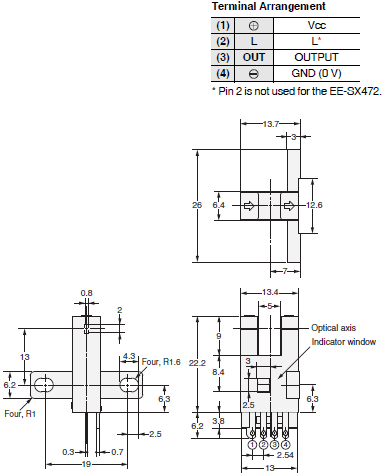 Terminal Arrangement
(1) ⊕ Vcc
(2) L L*
(3) OUT OUTPUT
(4) ⊖ GND (0 V)
* Pin 2 is not used for the EE-SX472.
13.7
3
26
6.4
12.6
7
0.8
2
13
4.3
Four, R1.6
6.2
6.3
Four, R1
2.5
0.3
0.7
19
13.4
5
Optical axis
9
Indicator window
22.2
3
8.4
2.5
6.3
3.8
6.2
1 2 3 4
2.54
13